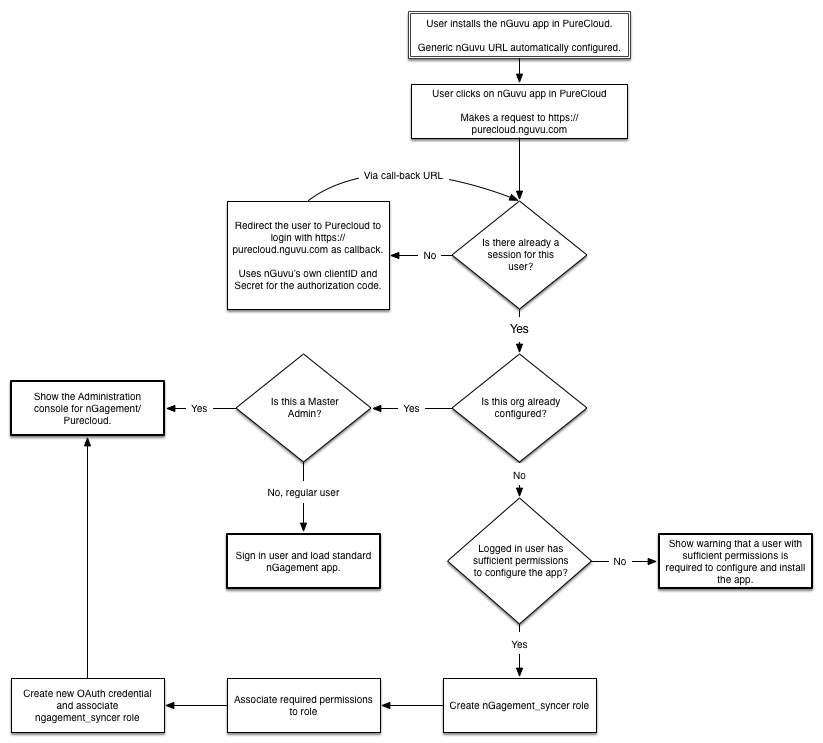 User installs the nGuvu app in PureCloud.
Generic nGuvu URL automatically configured.
User clicks on nGuvu app in PureCloud
Makes a request to https://
purecloud.nguvu.com
Via call-back URL
Redirect the user to Purecloud to
login with https://
purecloud.nguvu.com as callback.
Uses nGuvu's own clientID and
Secret for the authorization code.
No
Is there already a
session for this
user?
Yes
Show the Administration
console for nGagement/
Purecloud.
Yes
Is this a Master
Admin?
Yes
Is this org already
configured?
No, regular user
No
Sign in user and load standard
nGagement app.
Logged in user has
sufficient permissions
to configure the app?
No
Show warning that a user with
sufficient permissions is
required to configure and install
the app.
Yes
Create new OAuth credential
and associate
ngagement_syncer role
Associate required permissions
to role
Create nGagement_syncer role